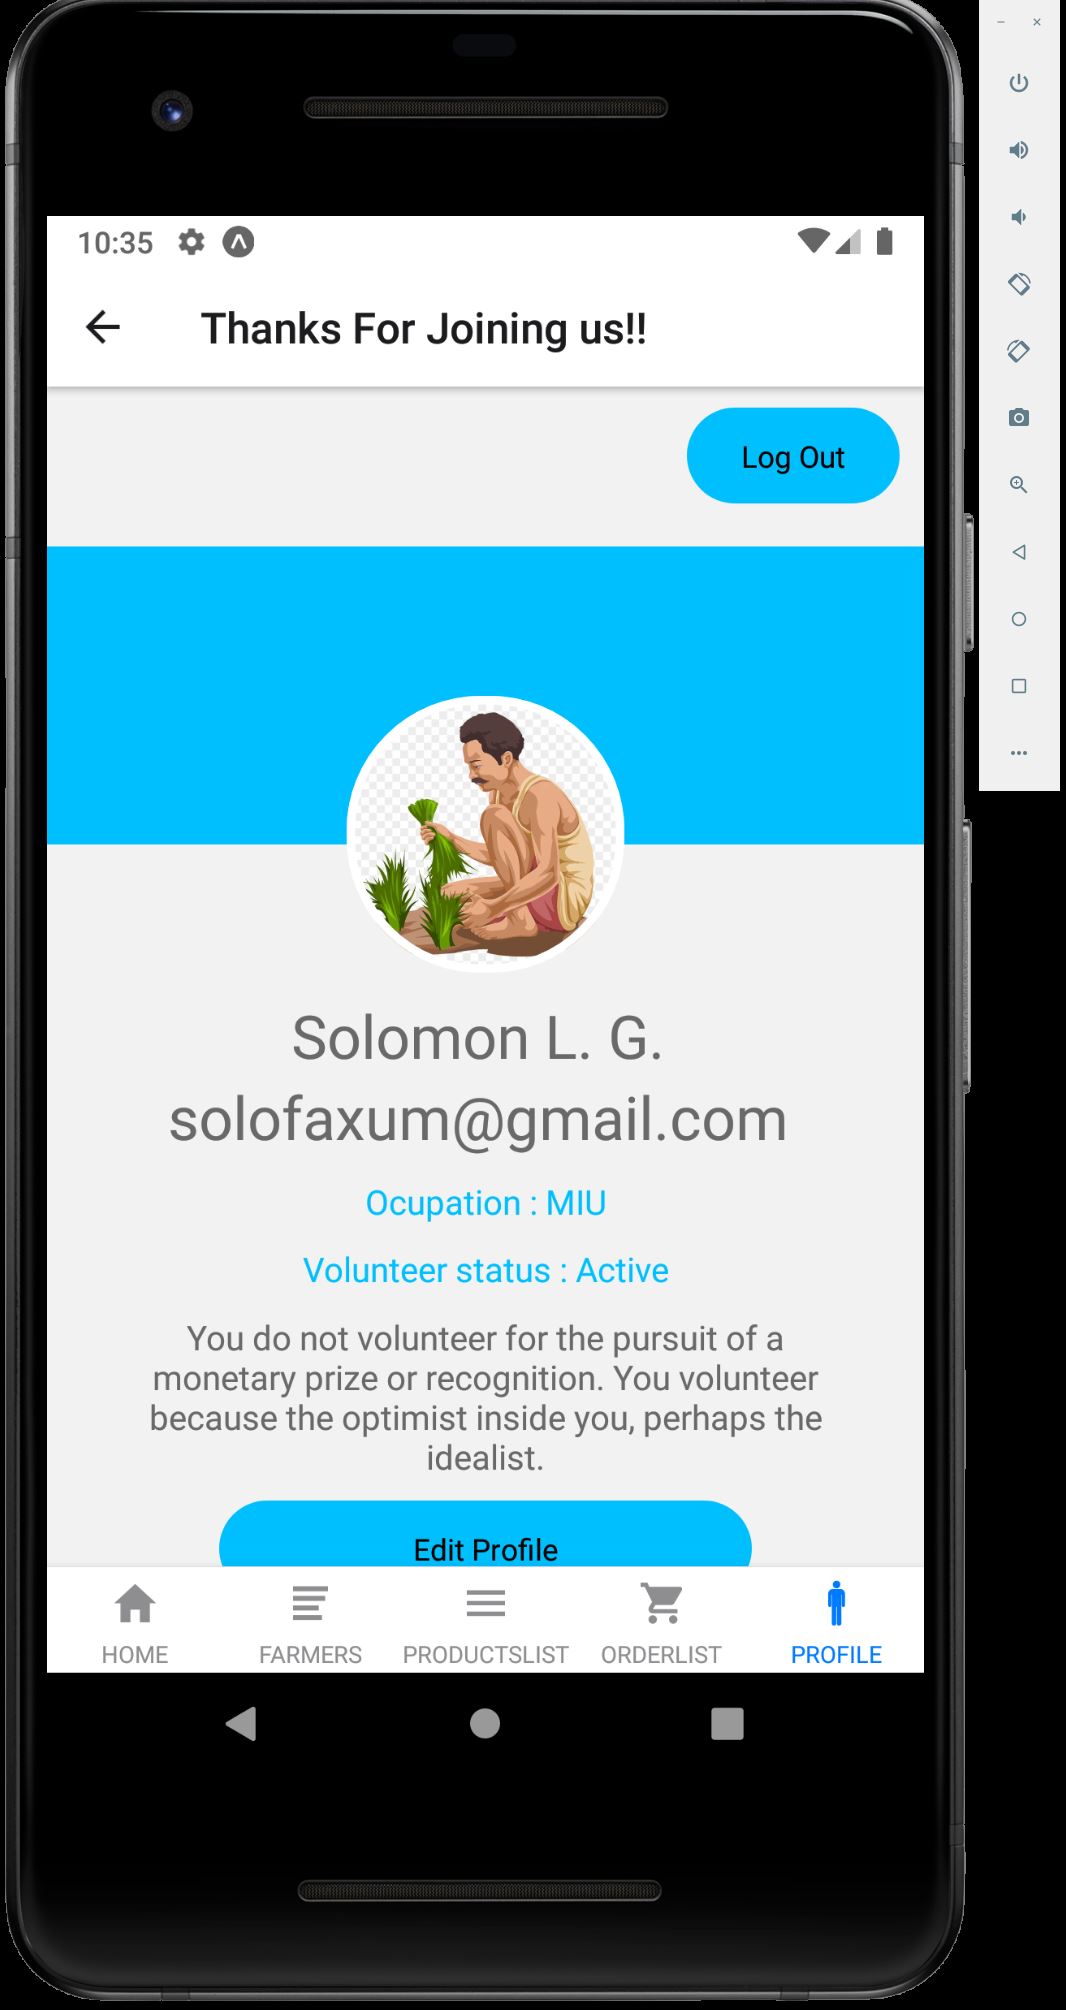 10:35
Thanks For Joining us!!
Log Out
Solomon L. G.
solofaxum@gmail.com
Ocupation : MIU
Volunteer status : Active
You do not volunteer for the pursuit of a
monetary prize or recognition. You volunteer
because the optimist inside you, perhaps the
idealist.
Edit Profile
HOME
FARMERS
PRODUCTSLIST
ORDERLIST
PROFILE